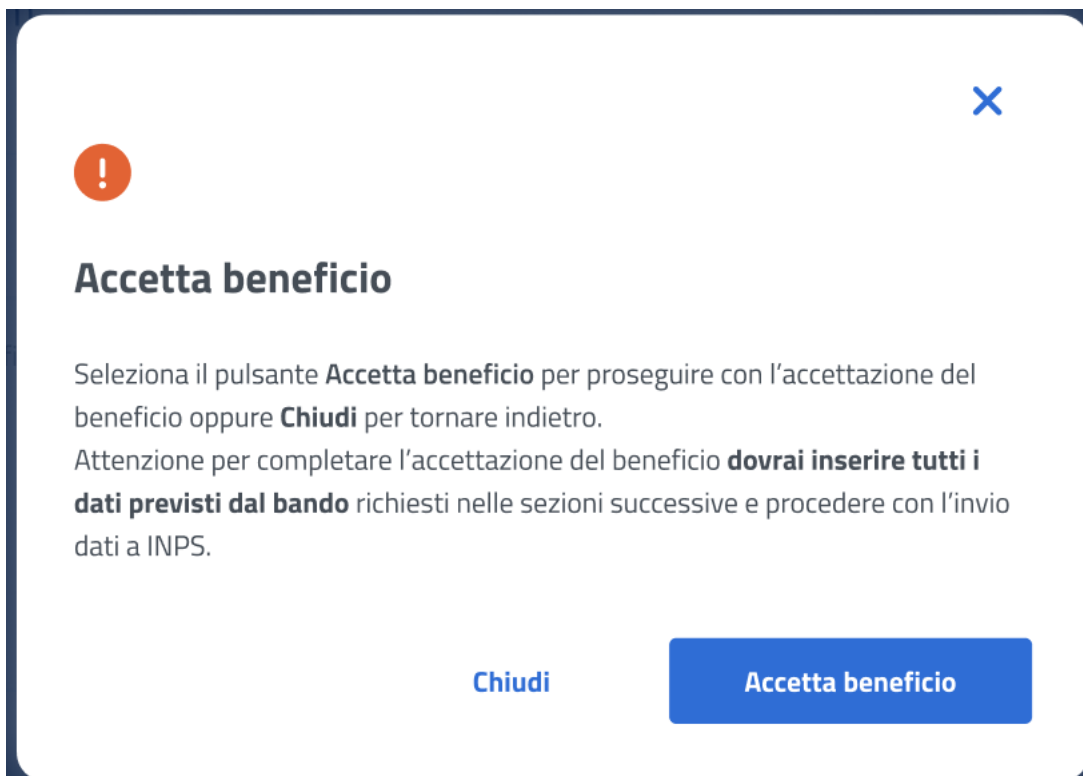 Accetta beneficio
Seleziona il pulsante Accetta beneficio per proseguire con l’accettazione del
beneficio oppure Chiudi per tornare indietro.
Attenzione per completare l’accettazione del beneficio dovrai inserire tutti i
dati previsti dal bando richiesti nelle sezioni successive e procedere con l’invio
dati a INPS.
Chiudi
Accetta beneficio